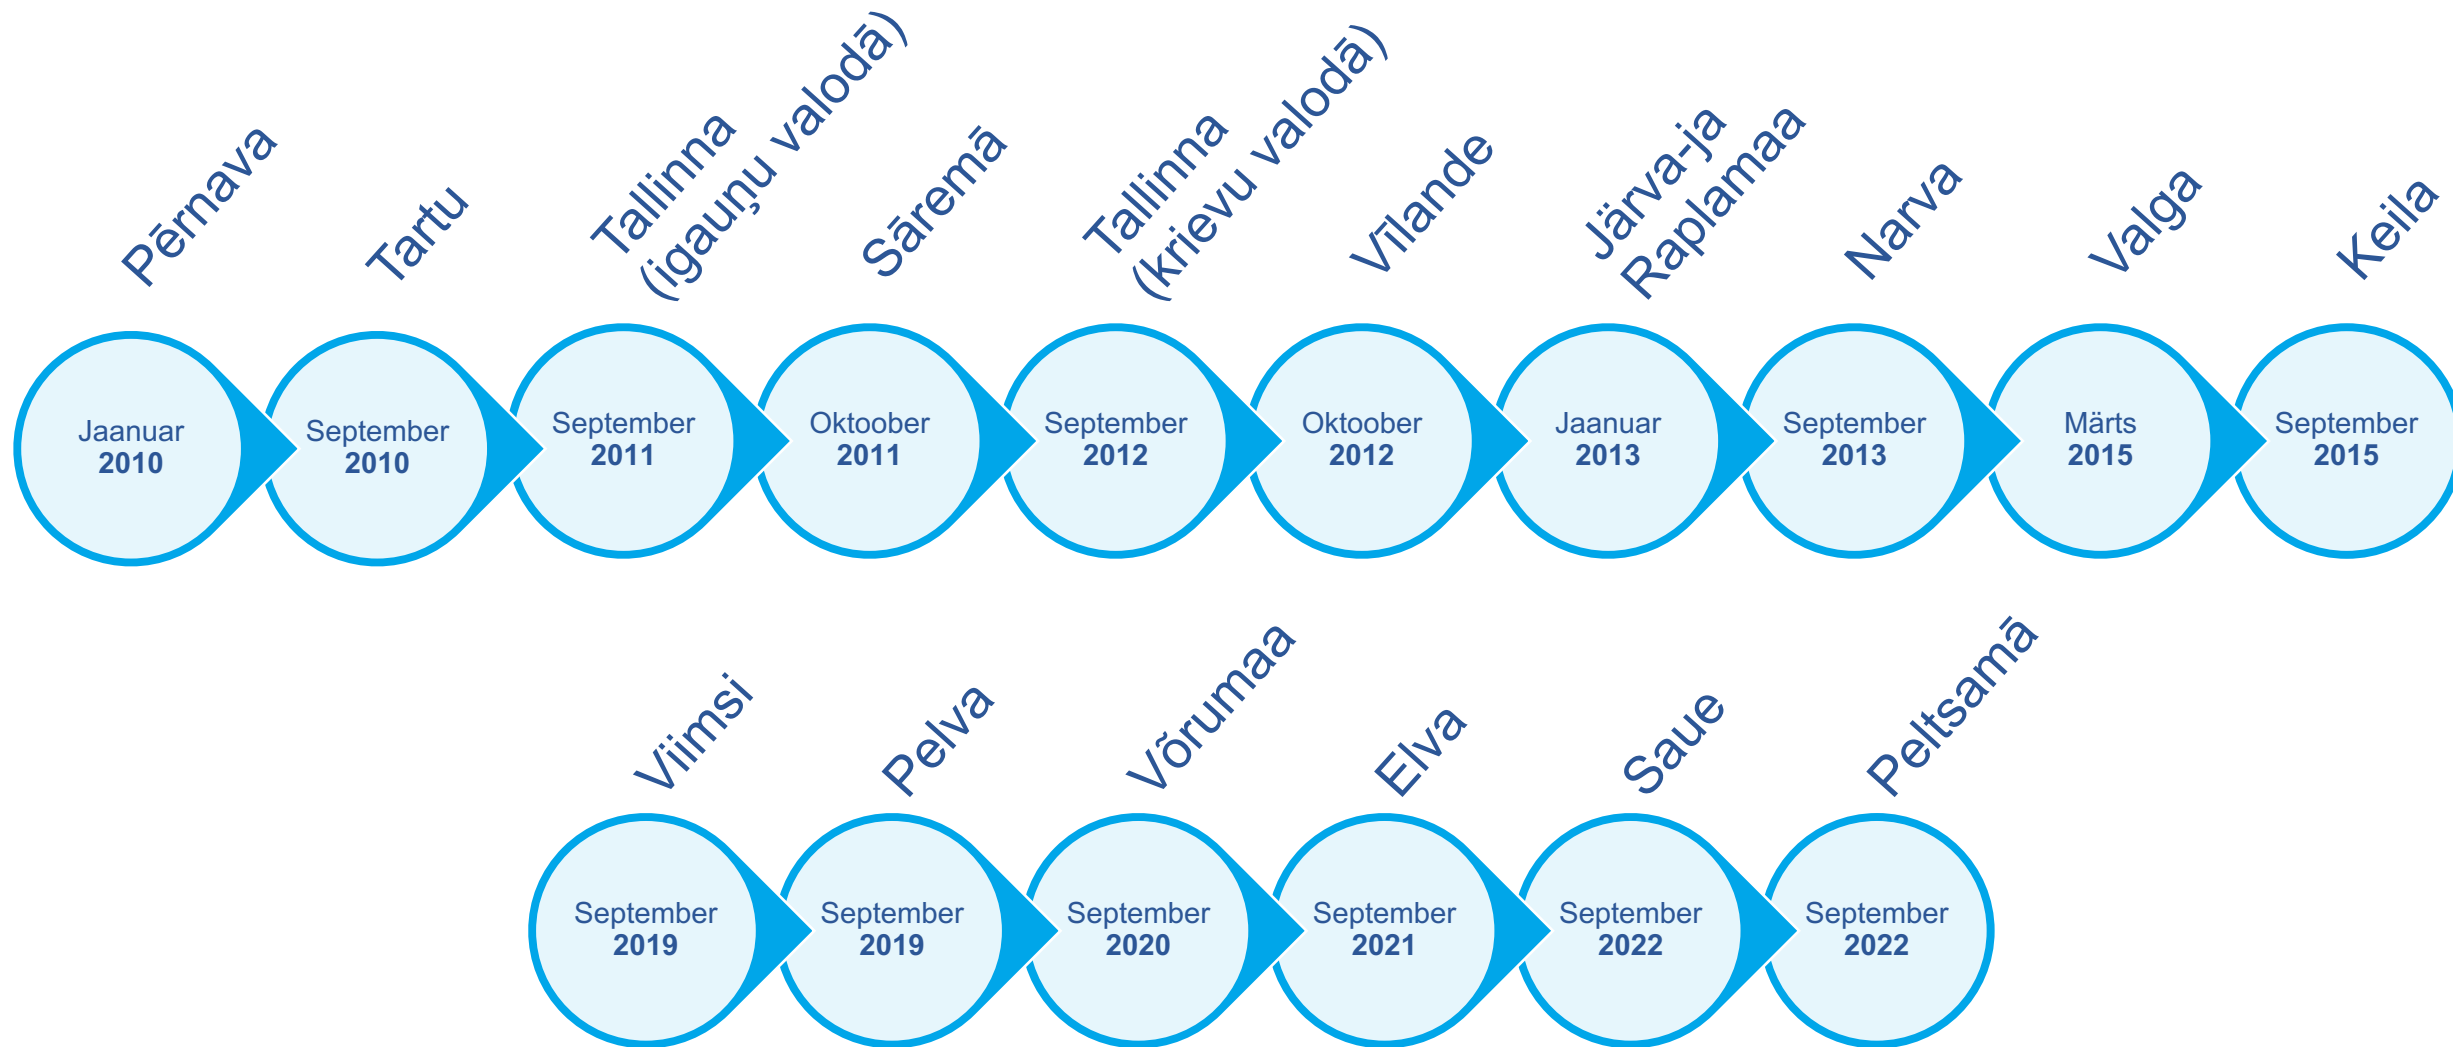 Pērnava
Tartu
Tallinna
(igauņu valodā)
Sāremā
Tallinna
(krievu valodā)
Vīlande
Järva-ja
Raplamaa
Narva
Valga
Keila
Jaanuar
2010
September
2010
September
2011
Oktoober
2011
September
2012
Oktoober
2012
Jaanuar
2013
September
2013
Märts
2015
September
2015
Viimsi
Pelva
Võrumaa
Elva
Saue
Peltsamā
September
2019
September
2019
September
2020
September
2021
September
2022
September
2022